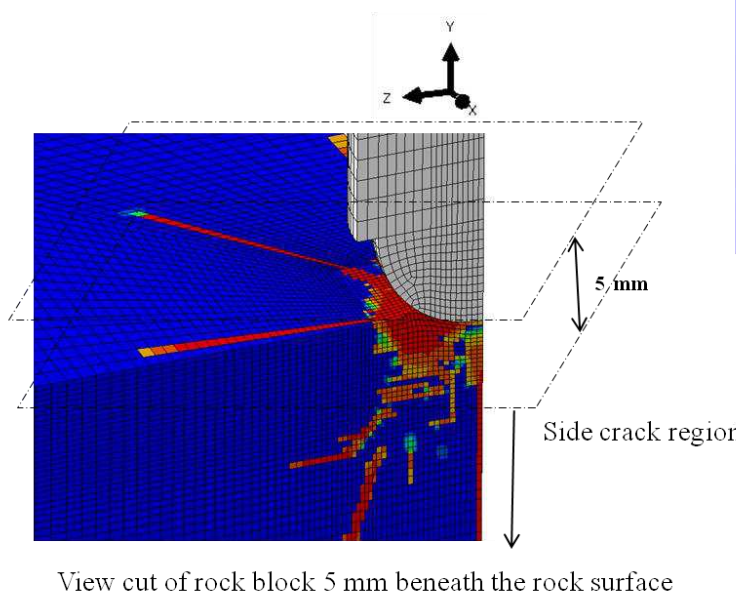 Y
Z
X
5 mm
Side crack region
View cut of rock block 5 mm beneath the rock surface